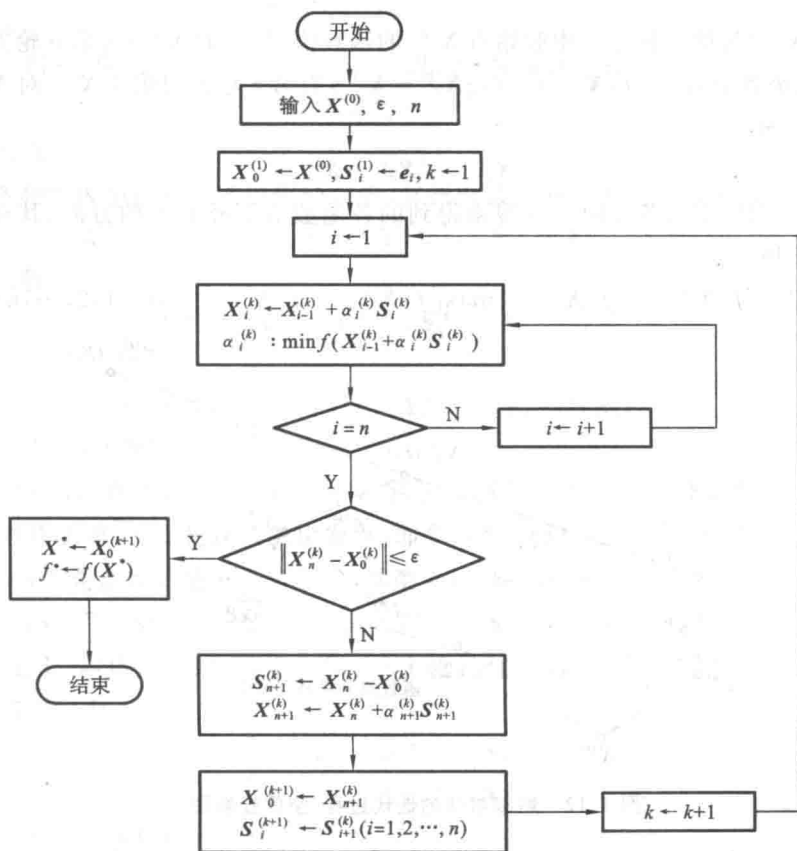 开始
输入 X^{(0)}, ε, n
X_0^{(1)} ← X^{(0)}, S_i^{(1)} ← e_i, k ← 1
i ← 1
X_i^{(k)} ← X_{i-1}^{(k)} + α_i^{(k)} S_i^{(k)}
α_i^{(k)} : min f(X_{i-1}^{(k)} + α_i^{(k)} S_i^{(k)})
i = n
N
i ← i+1
Y
‖X_n^{(k)} − X_0^{(k)}‖ ≤ ε
Y
X^* ← X_0^{(k+1)}
f^* ← f(X^*)
结束
N
S_{n+1}^{(k)} ← X_n^{(k)} − X_0^{(k)}
X_{n+1}^{(k)} ← X_n^{(k)} + α_{n+1}^{(k)} S_{n+1}^{(k)}
X_0^{(k+1)} ← X_{n+1}^{(k)}
S_i^{(k+1)} ← S_{i+1}^{(k)} (i=1,2,⋯,n)
k ← k+1